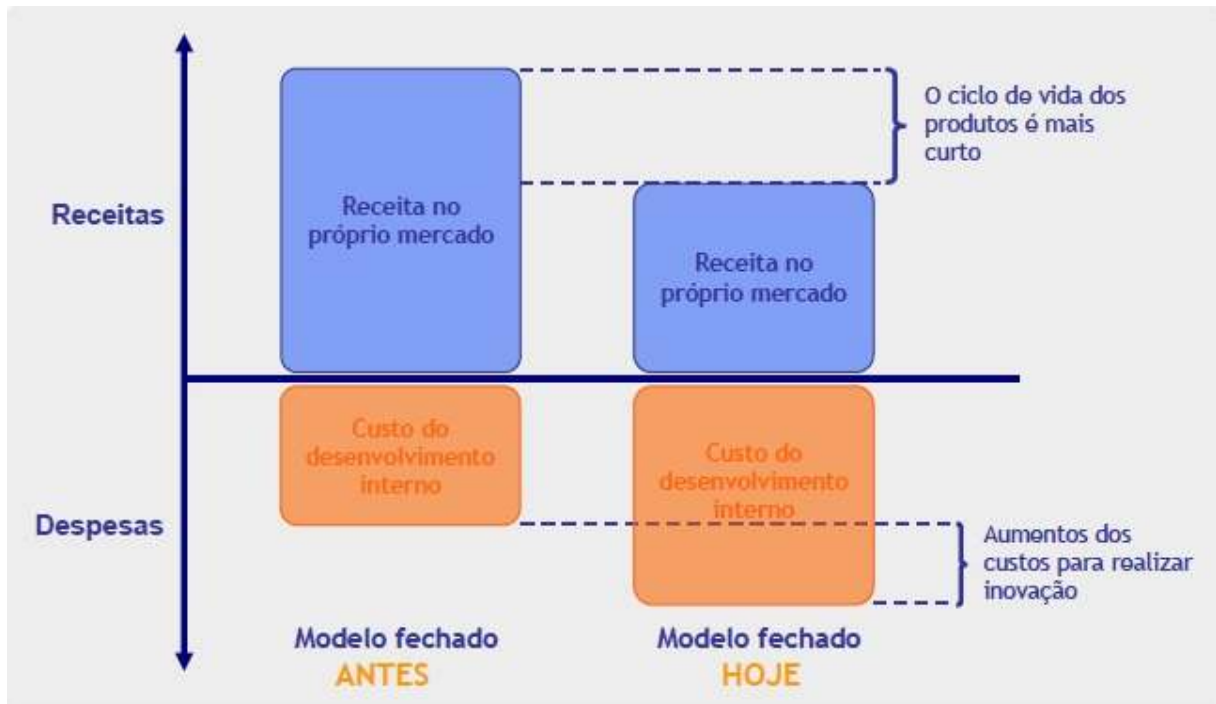 O ciclo de vida dos
produtos é mais
curto
Receitas
Receita no
próprio mercado
Receita no
próprio mercado
Custo do
desenvolvimento
interno
Custo do
desenvolvimento
interno
Despesas
Aumentos dos
custos para realizar
inovação
Modelo fechado
ANTES
Modelo fechado
HOJE